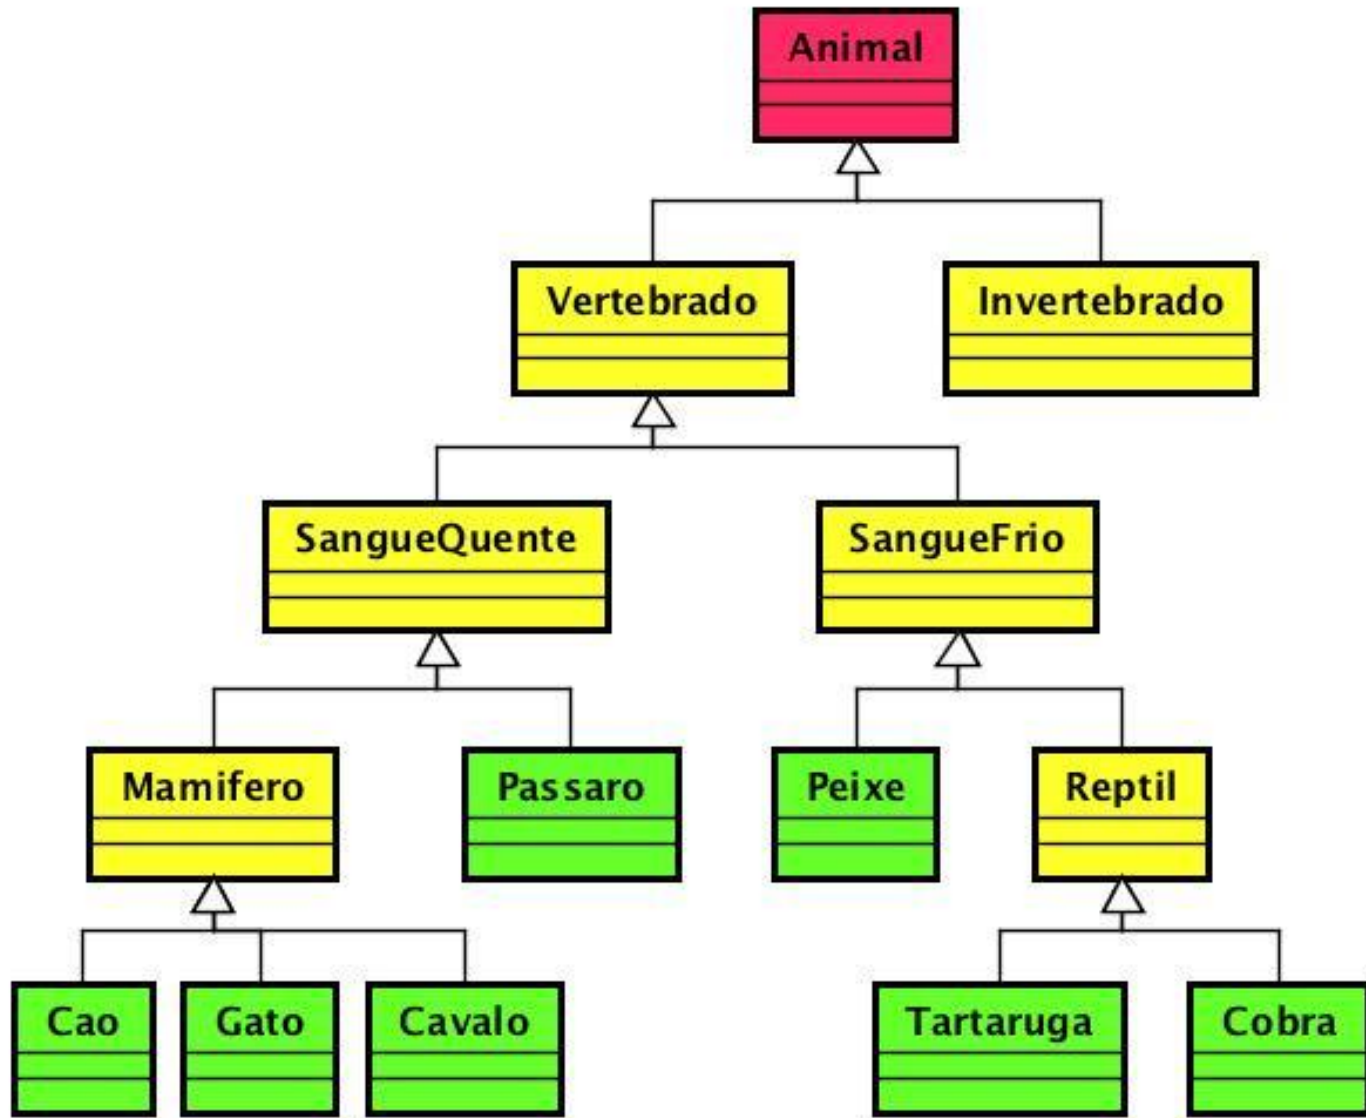 Animal
Vertebrado
Invertebrado
SangueQuente
SangueFrio
Mamifero
Passaro
Peixe
Reptil
Cao
Gato
Cavalo
Tartaruga
Cobra